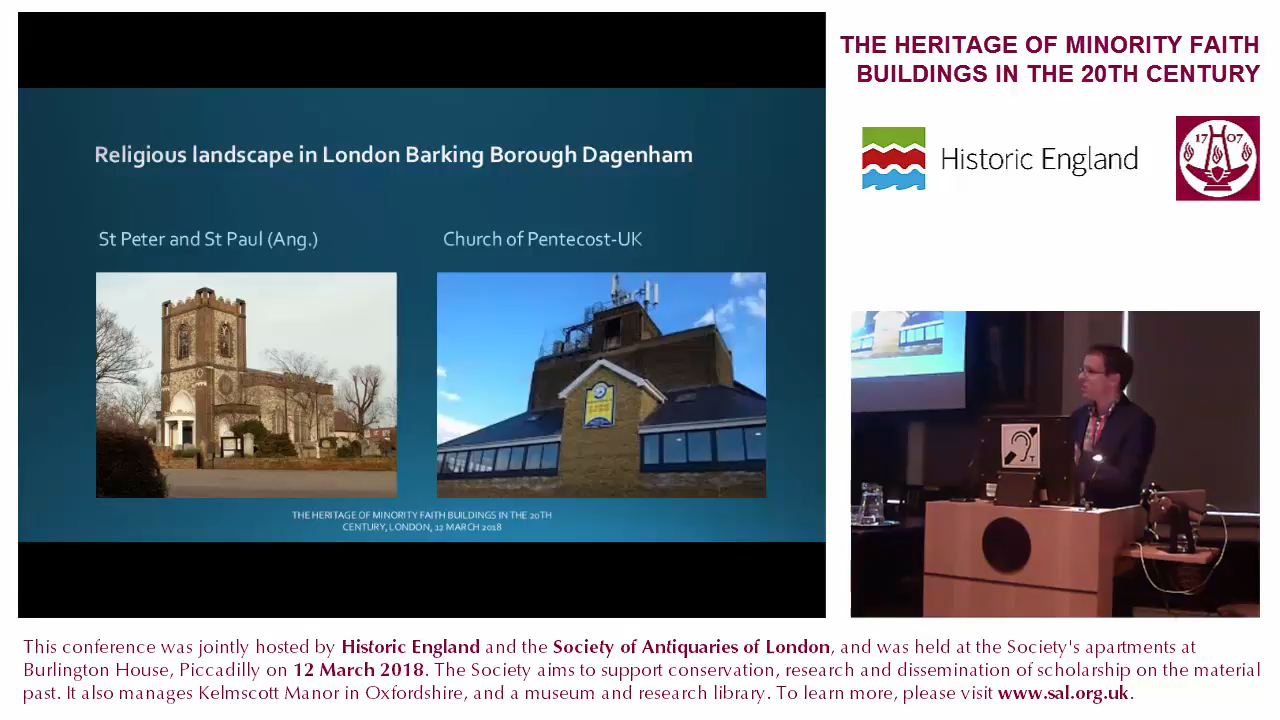 THE HERITAGE OF MINORITY FAITH
BUILDINGS IN THE 20TH CENTURY
Historic England
17 07
Religious landscape in London Barking Borough Dagenham
St Peter and St Paul (Ang.)
Church of Pentecost-UK
THE HERITAGE OF MINORITY FAITH BUILDINGS IN THE 20TH
CENTURY, LONDON, 12 MARCH 2018
T
This conference was jointly hosted by Historic England and the Society of Antiquaries of London, and was held at the Society's apartments at
Burlington House, Piccadilly on 12 March 2018. The Society aims to support conservation, research and dissemination of scholarship on the material
past. It also manages Kelmscott Manor in Oxfordshire, and a museum and research library. To learn more, please visit www.sal.org.uk.